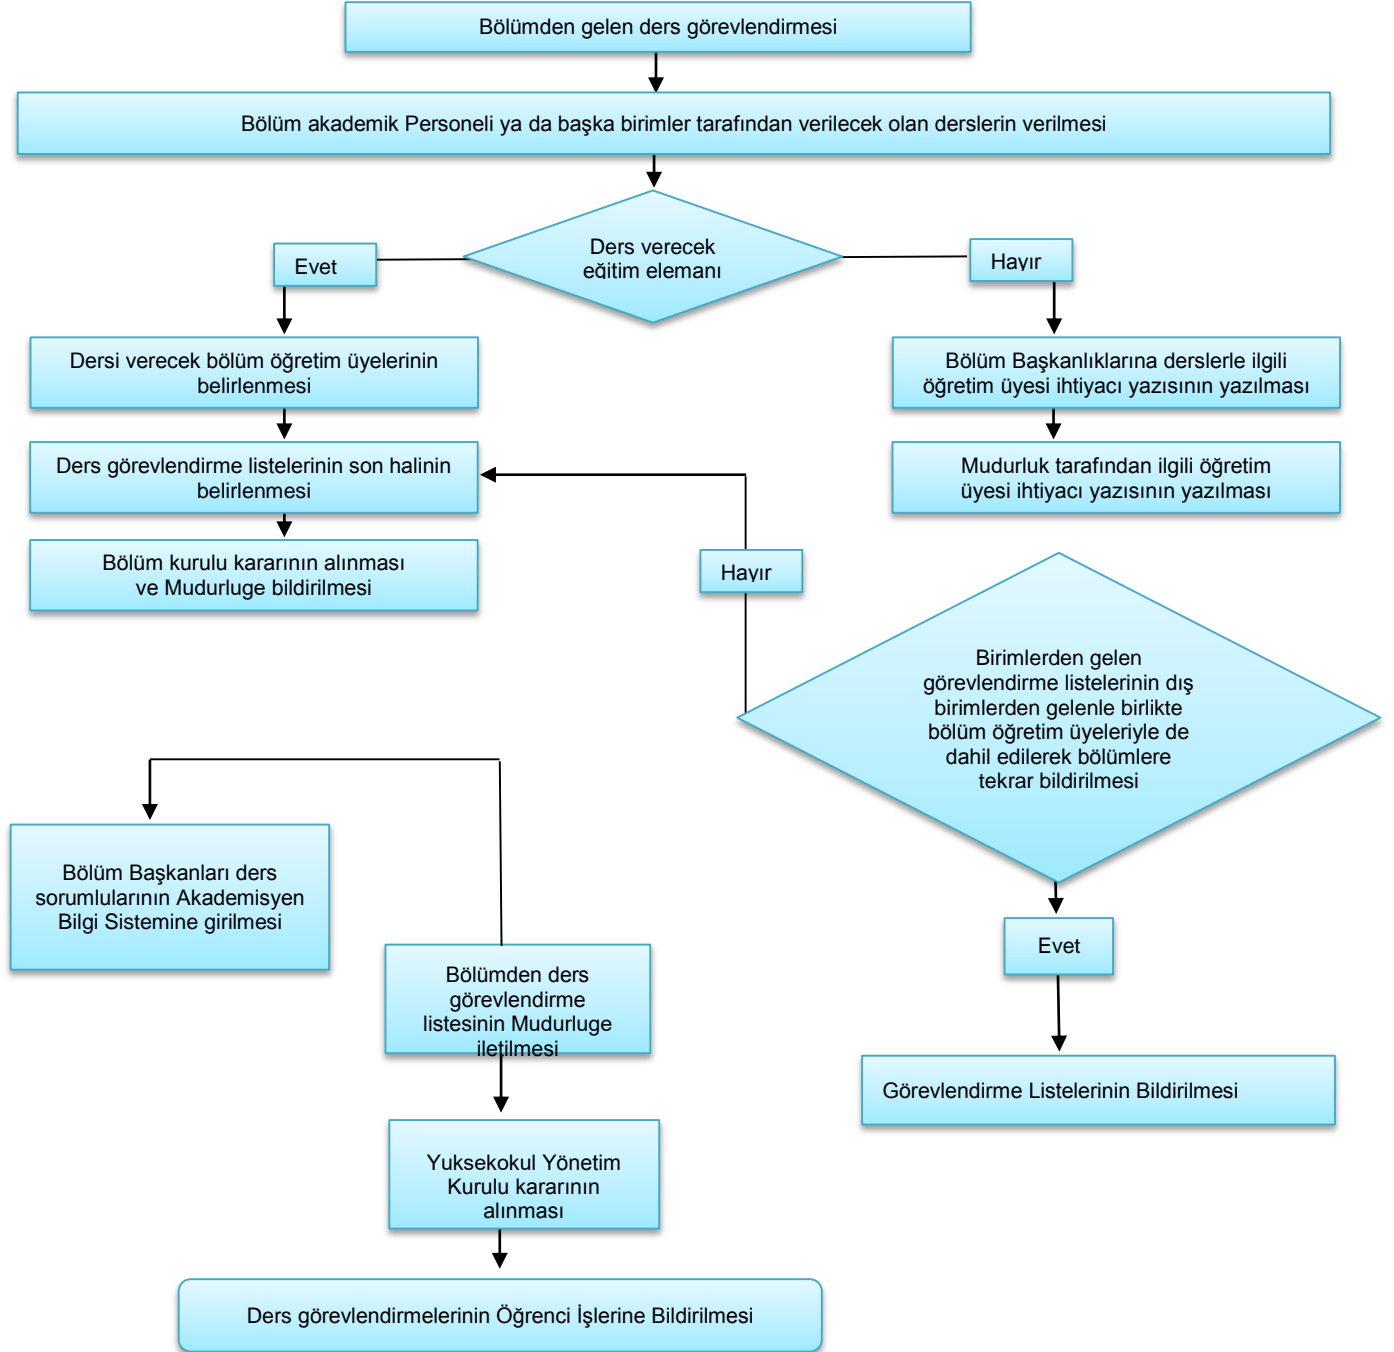 Bölümden gelen ders görevlendirmesi
Bölüm akademik Personeli ya da başka birimler tarafından verilecek olan derslerin verilmesi
Ders verecek
eğitim elemanı
Evet
Hayır
Dersi verecek bölüm öğretim üyelerinin
belirlenmesi
Bölüm Başkanlıklarına derslerle ilgili
öğretim üyesi ihtiyacı yazısının yazılması
Ders görevlendirme listelerinin son halinin
belirlenmesi
Mudurluk tarafından ilgili öğretim
üyesi ihtiyacı yazısının yazılması
Bölüm kurulu kararının alınması
ve Mudurluge bildirilmesi
Hayır
Birimlerden gelen
görevlendirme listelerinin dış
birimlerden gelenle birlikte
bölüm öğretim üyeleriyle de
dahil edilerek bölümlere
tekrar bildirilmesi
Bölüm Başkanları ders
sorumlularının Akademisyen
Bilgi Sistemine girilmesi
Evet
Bölümden ders
görevlendirme
listesinin Mudurluge
iletilmesi
Görevlendirme Listelerinin Bildirilmesi
Yuksekokul Yönetim
Kurulu kararının
alınması
Ders görevlendirmelerinin Öğrenci İşlerine Bildirilmesi